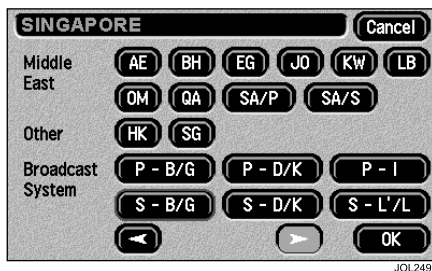 SINGAPORE Cancel
Middle East AE BH EG JO KW LB
OM QA SA/P SA/S
Other HK SG
Broadcast System P - B/G P - D/K P - I
S - B/G S - D/K S - L'/L
OK
JOL249